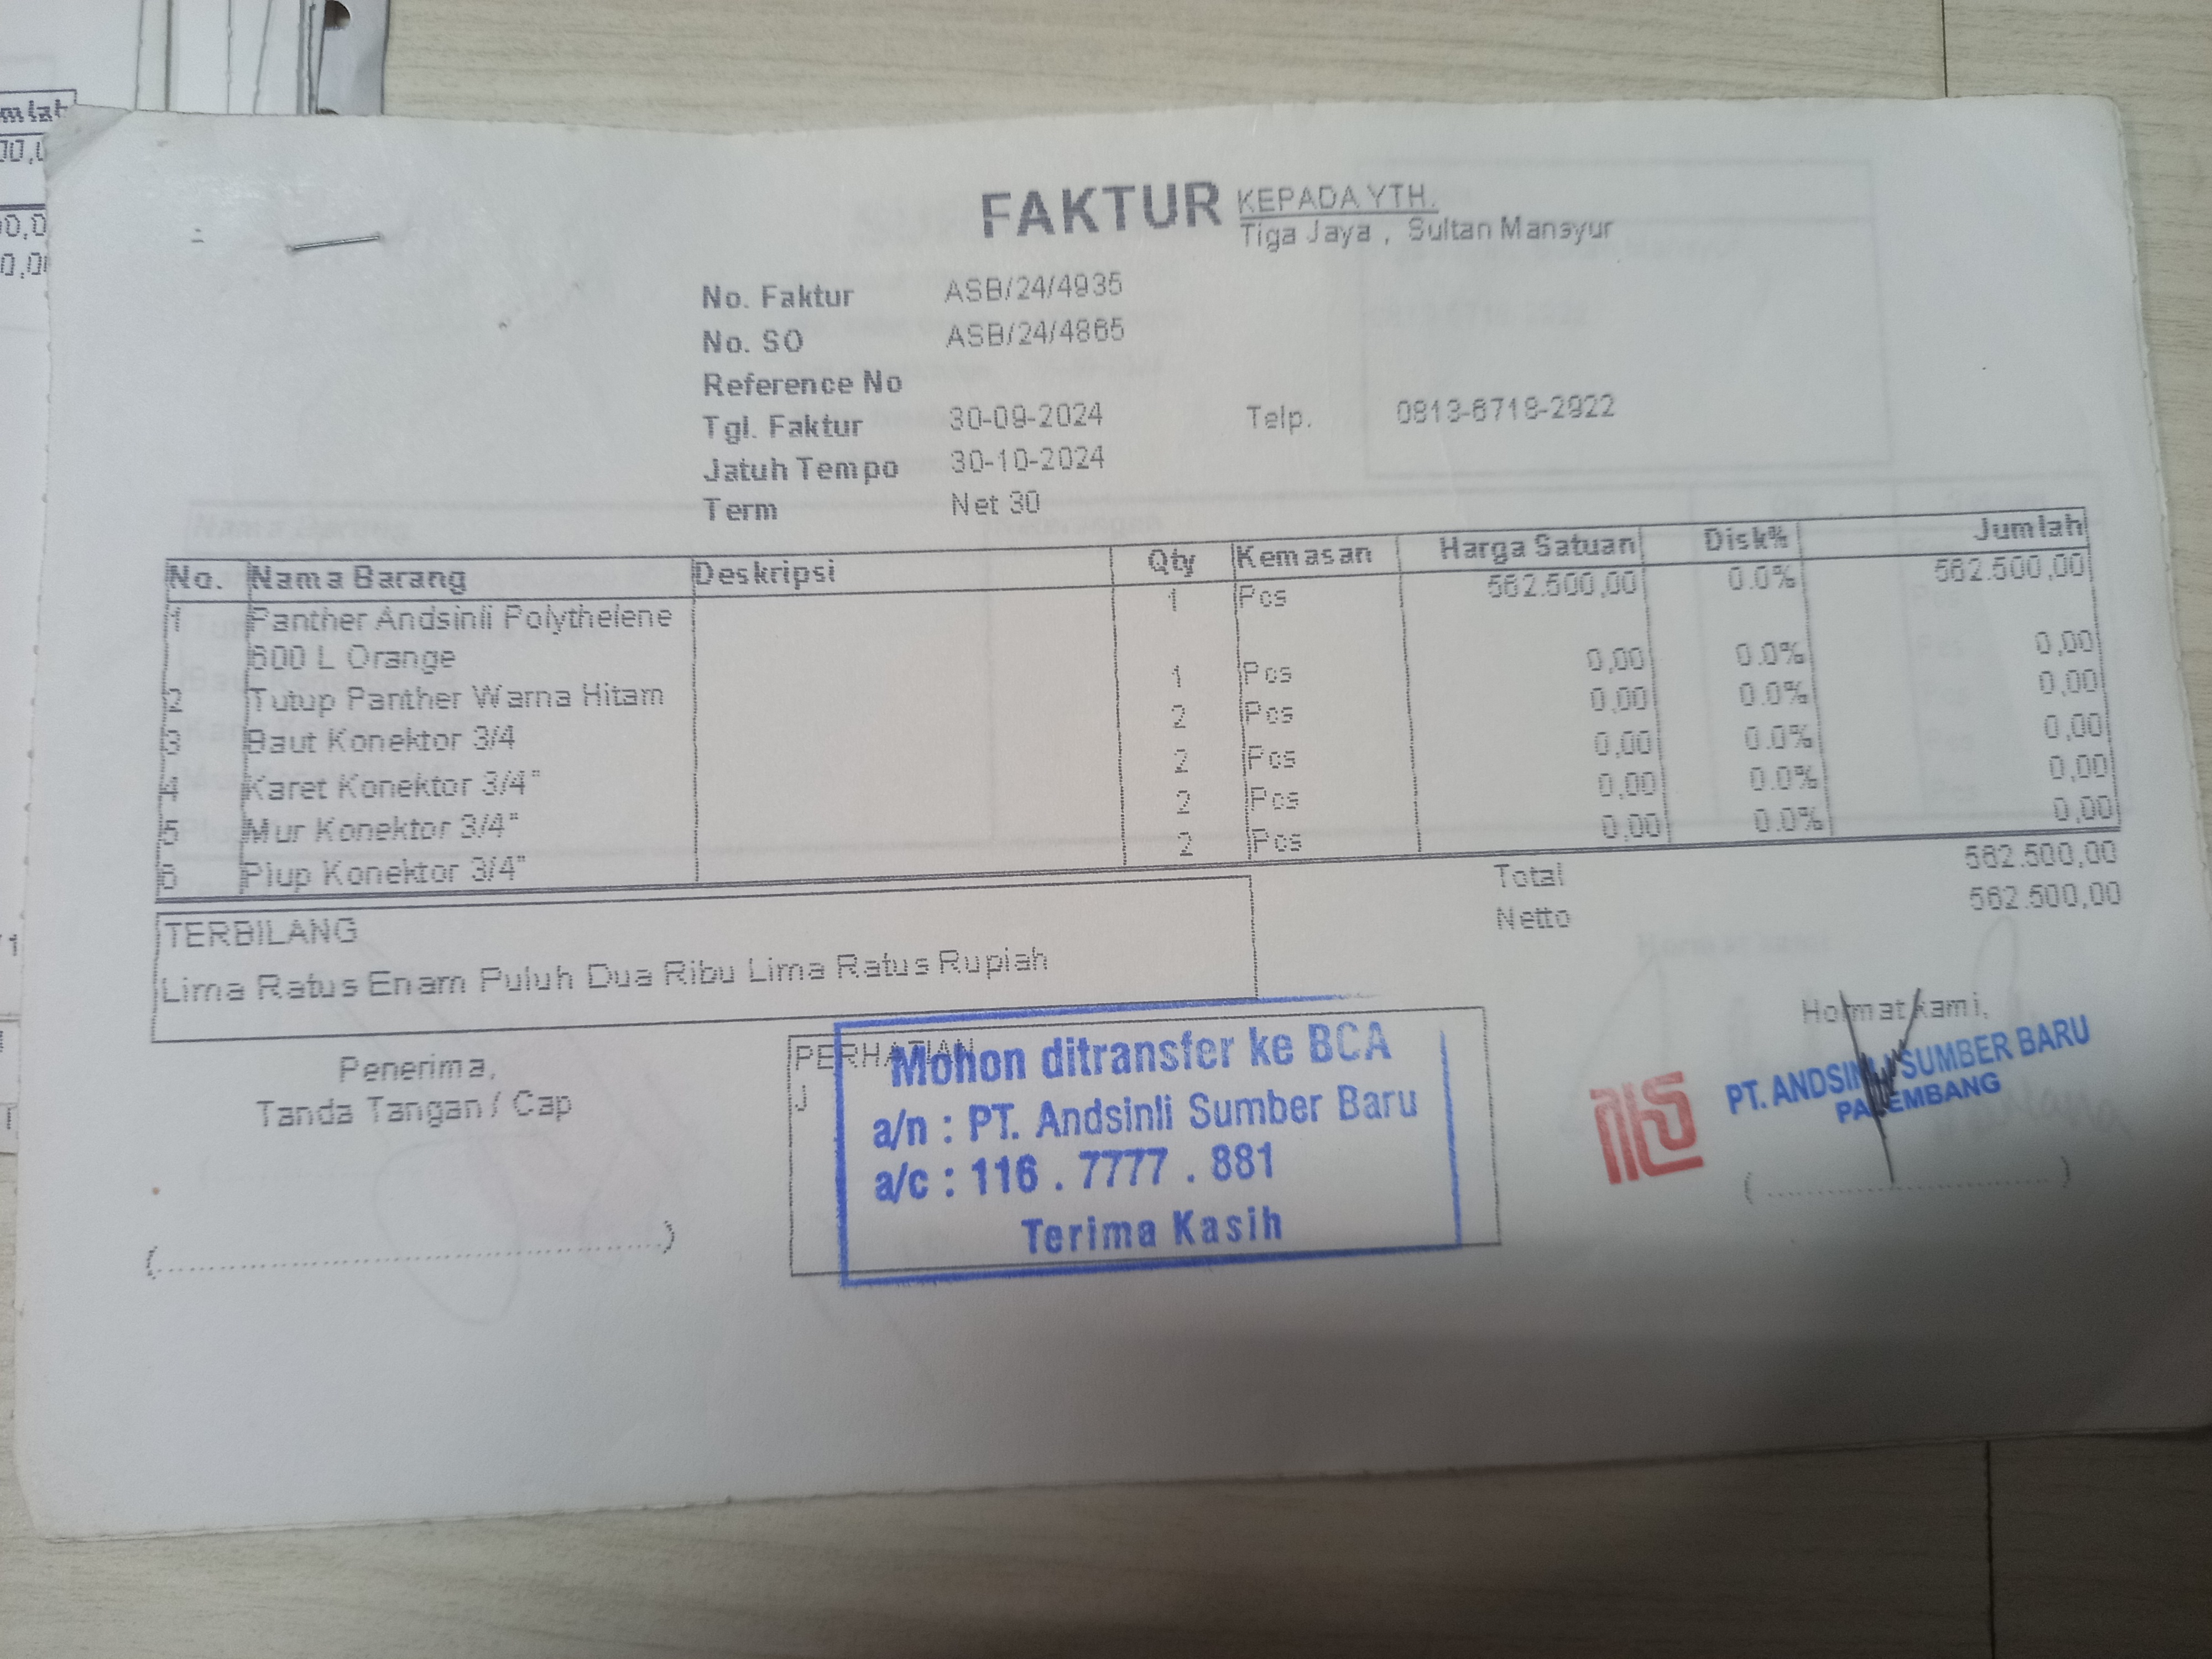 mlah
FAKTUR
KEPADA YTH.
Tiga Jaya , Sultan Mansyur
No. Faktur ASB/24/4935
No. SO ASB/24/4865
Reference No
Tgl. Faktur 30-09-2024 Telp. 0813-6718-2922
Jatuh Tempo 30-10-2024
Term Net 30
No. Nama Barang Deskripsi Qty Kemasan Harga Satuan Disk% Jumlah
1 Panther Andsinli Polythelene 1 Pcs 562.500,00 0.0% 562.500,00
600 L Orange
2 Tutup Panther Warna Hitam 1 Pcs 0,00 0.0% 0,00
3 Baut Konektor 3/4 2 Pcs 0,00 0.0% 0,00
4 Karet Konektor 3/4" 2 Pcs 0,00 0.0% 0,00
5 Mur Konektor 3/4" 2 Pcs 0,00 0.0% 0,00
6 Plup Konektor 3/4" 2 Pcs 0,00 0.0% 0,00
Total 562.500,00
Netto 562.500,00
TERBILANG
Lima Ratus Enam Puluh Dua Ribu Lima Ratus Rupiah
Penerima,
Tanda Tangan / Cap
PERHATIAN
J
Mohon ditransfer ke BCA
a/n : PT. Andsinli Sumber Baru
a/c : 116 . 7777 . 881
Terima Kasih
Hormat kami,
PT. ANDSINLI SUMBER BARU
PALEMBANG